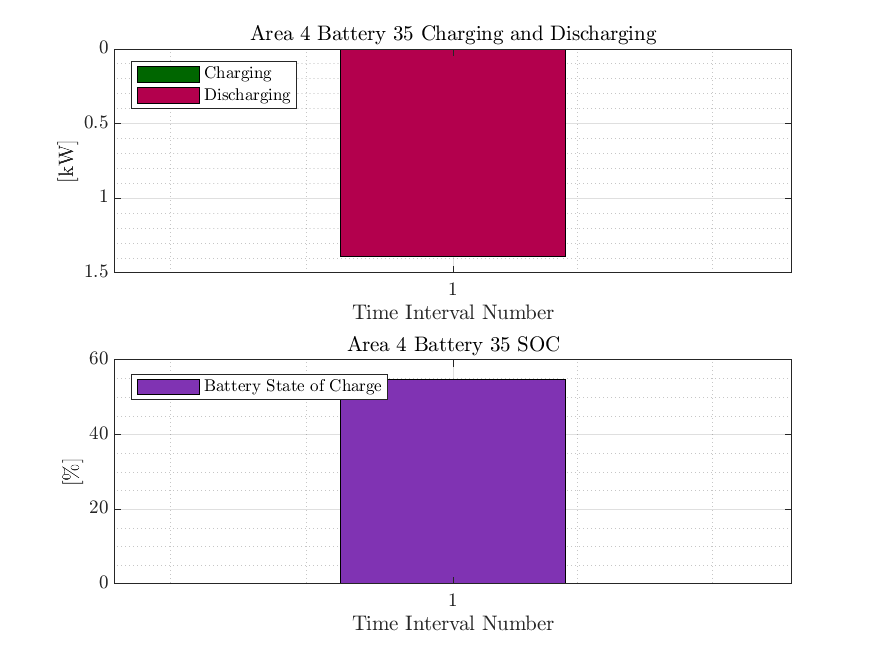 Area 4 Battery 35 Charging and Discharging
0
Charging
Discharging
0.5
[kW]
1
1.5
1
Time Interval Number
Area 4 Battery 35 SOC
60
Battery State of Charge
40
[%]
20
0
1
Time Interval Number